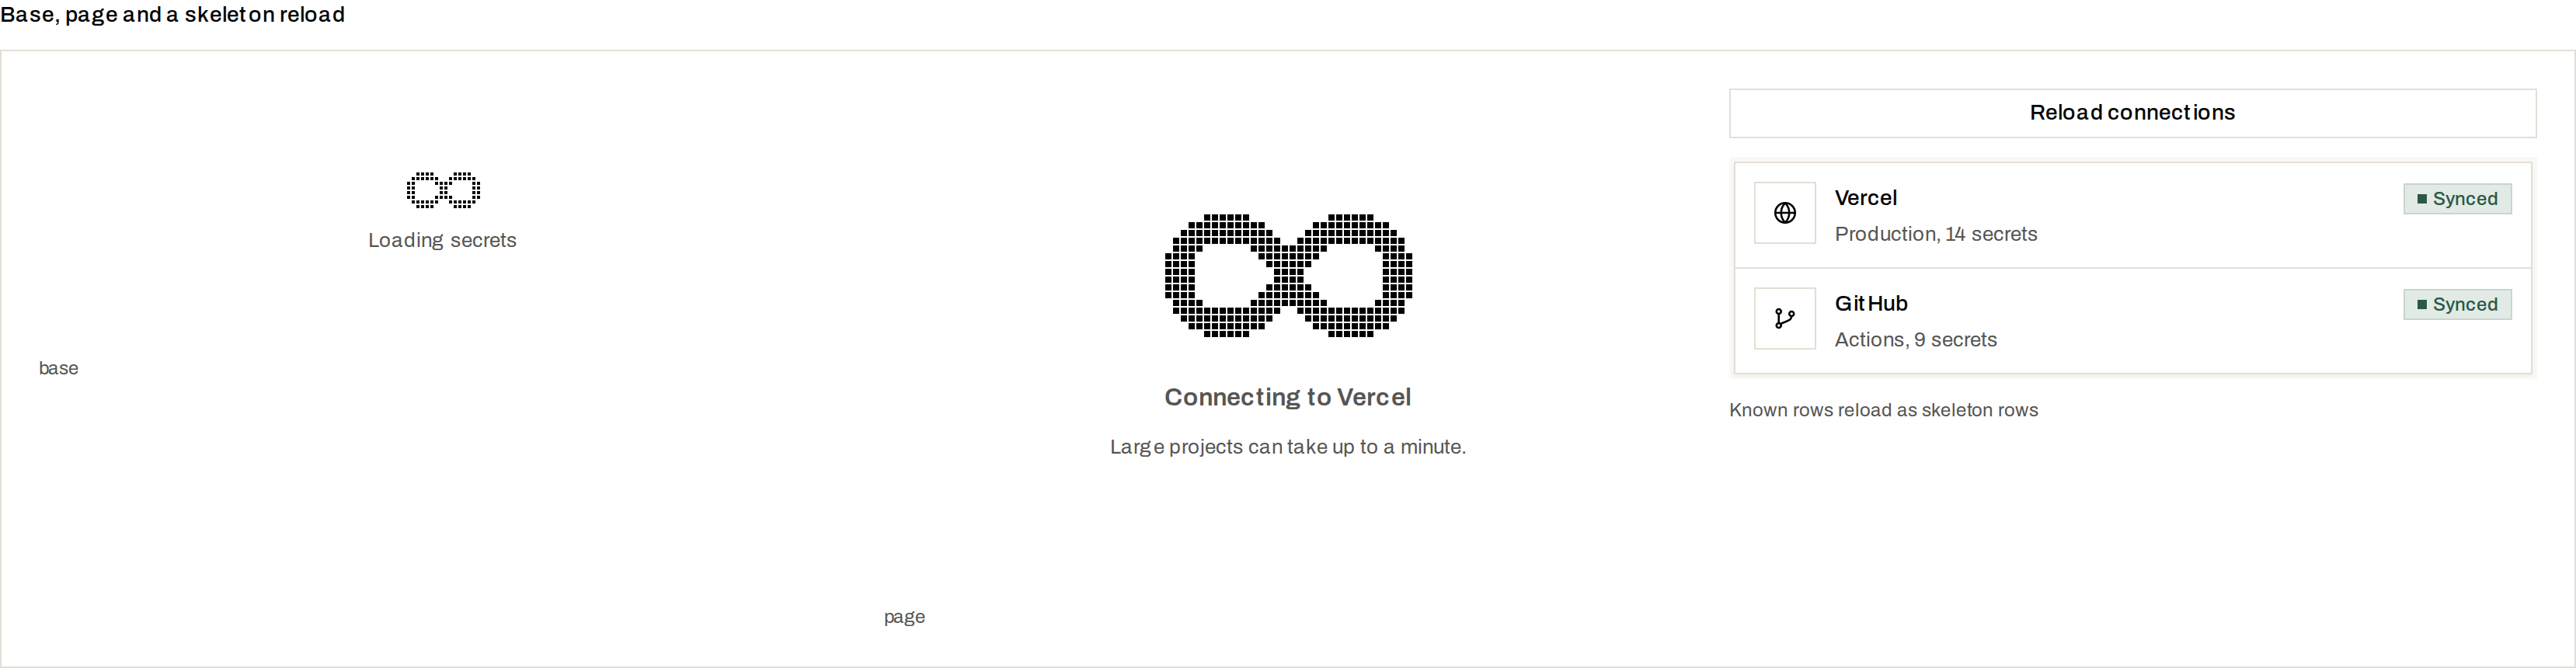 Base, page and a skeleton reload
Loading secrets
base
Connecting to Vercel
Large projects can take up to a minute.
page
Reload connections
Vercel
Synced
Production, 14 secrets
GitHub
Synced
Actions, 9 secrets
Known rows reload as skeleton rows